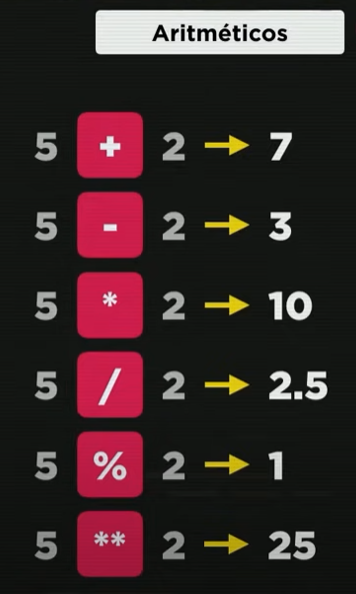 Aritméticos
5 + 2 → 7
5 - 2 → 3
5 * 2 → 10
5 / 2 → 2.5
5 % 2 → 1
5 ** 2 → 25